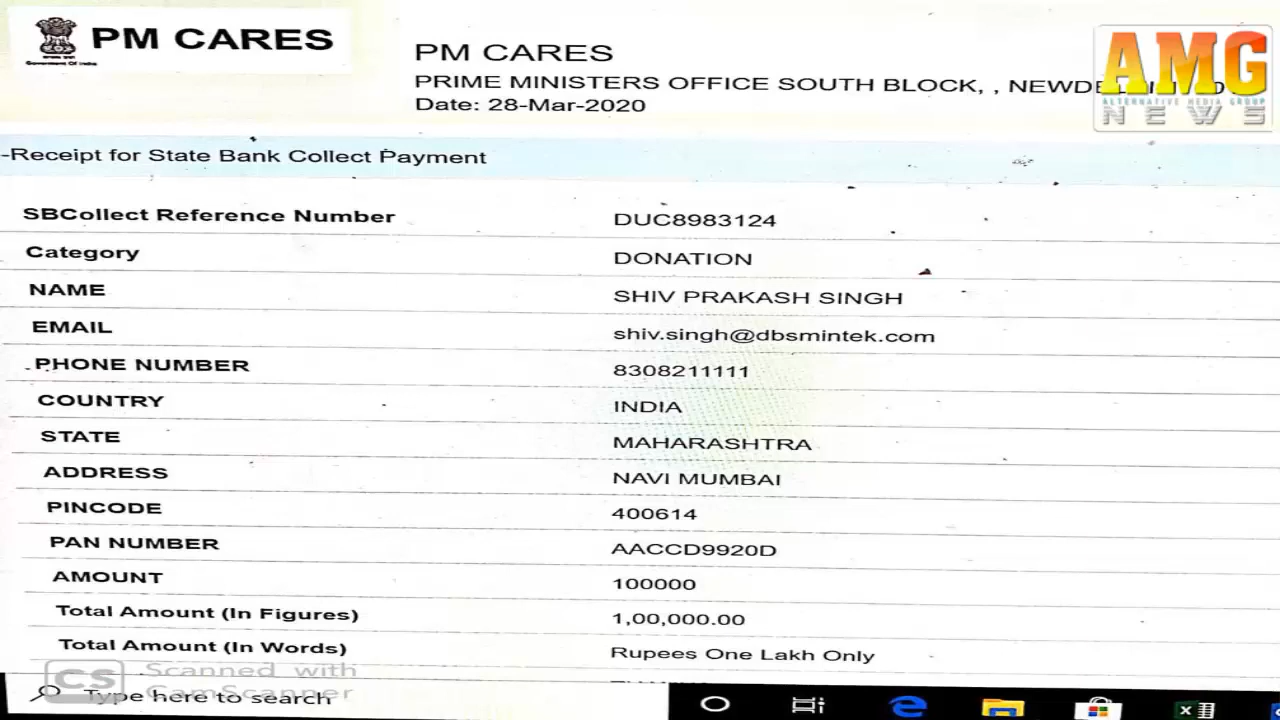 PM CARES
Government Of India
PM CARES
PRIME MINISTERS OFFICE SOUTH BLOCK, , NEWDE
Date: 28-Mar-2020
AMG
ALTERNATIVE MEDIA GROUP
NEWS
-Receipt for State Bank Collect Payment
SBCollect Reference Number DUC8983124
Category DONATION
NAME SHIV PRAKASH SINGH
EMAIL shiv.singh@dbsmintek.com
PHONE NUMBER 8308211111
COUNTRY INDIA
STATE MAHARASHTRA
ADDRESS NAVI MUMBAI
PINCODE 400614
PAN NUMBER AACCD9920D
AMOUNT 100000
Total Amount (In Figures) 1,00,000.00
Total Amount (In Words) Rupees One Lakh Only
CS Scanned with
CamScanner
Type here to search